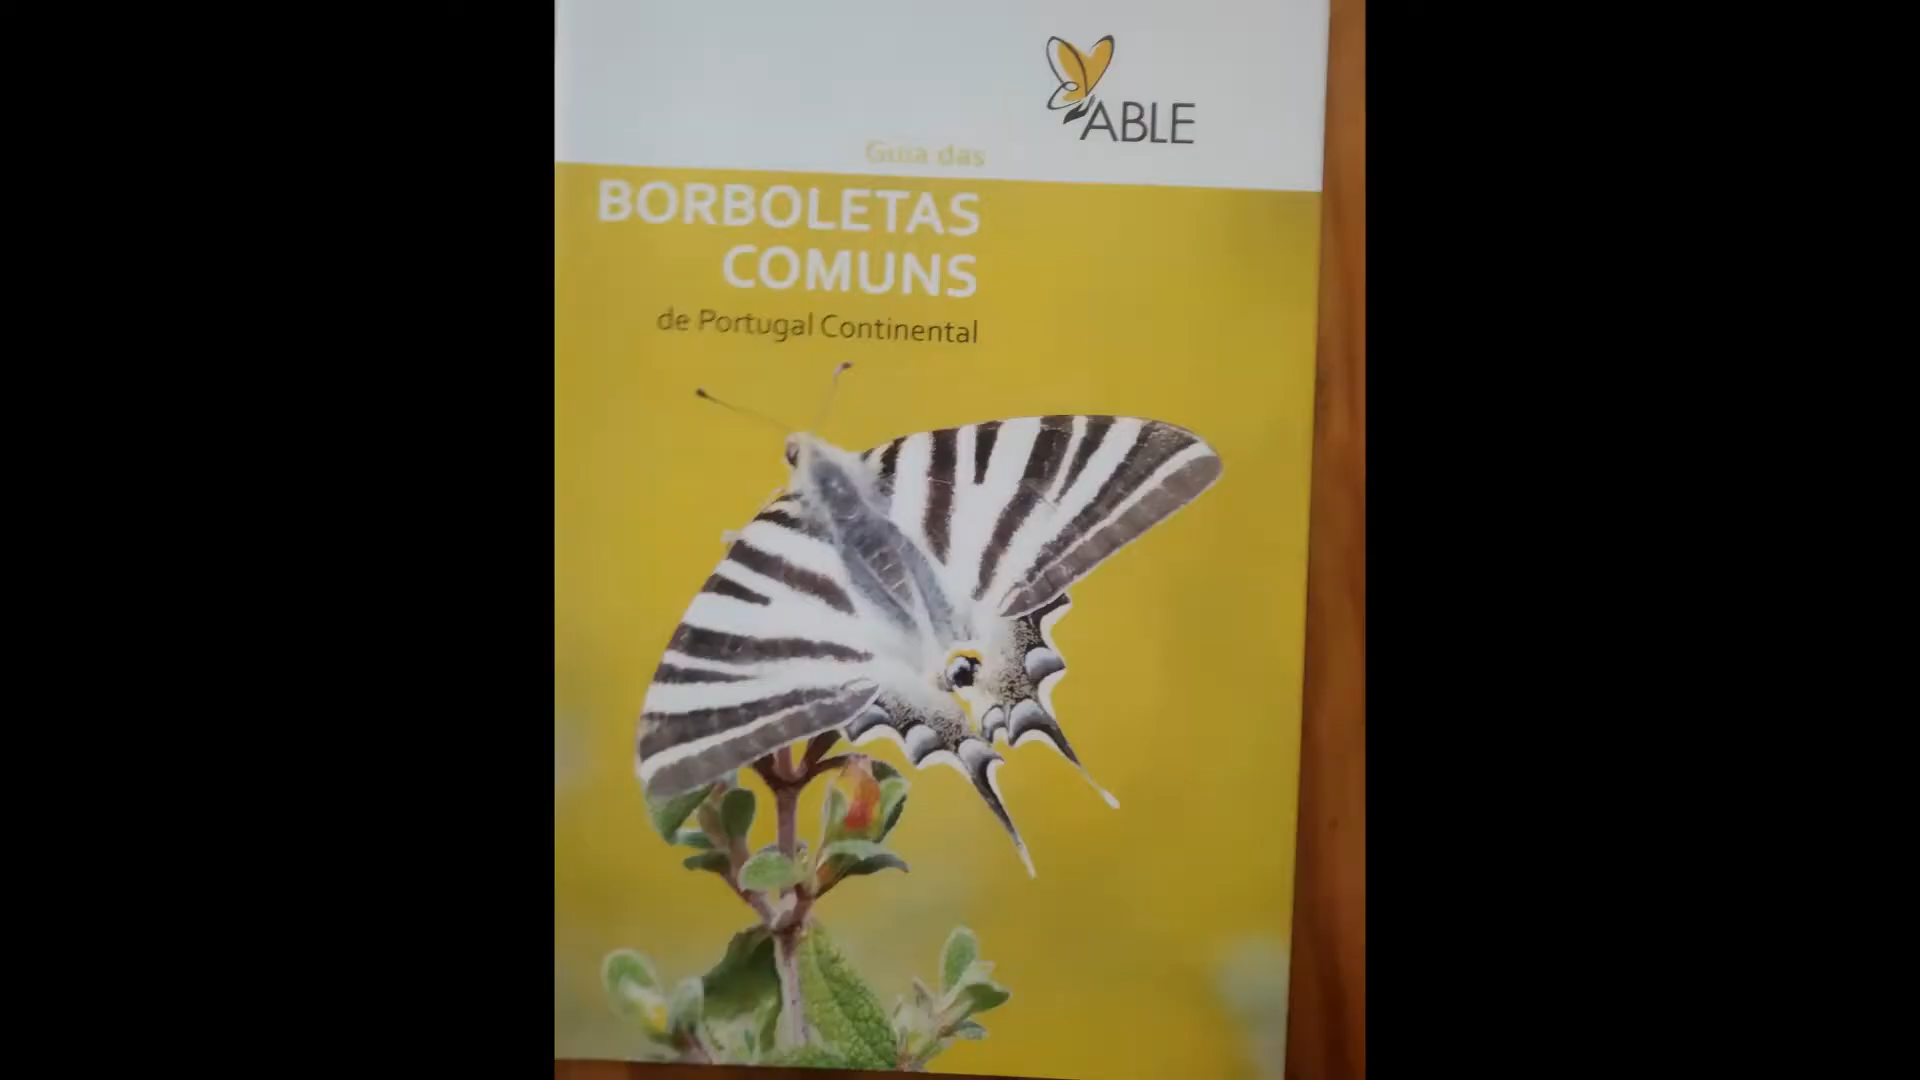 ABLE
Guia das
BORBOLETAS
COMUNS
de Portugal Continental